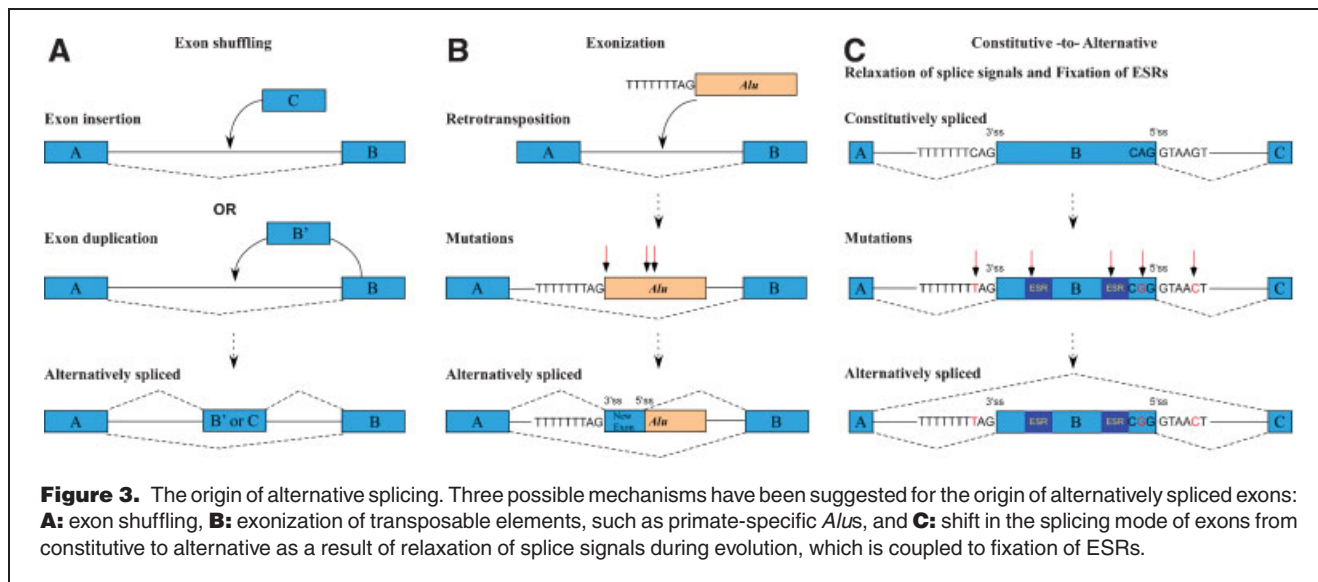 A Exon shuffling
C
Exon insertion
A B
OR
B'
Exon duplication
A B
Alternatively spliced
A B' or C B
B Exonization
TTTTTTTAG Alu
Retrotransposition
A B
Mutations
A TTTTTTTAG Alu B
Alternatively spliced
3'ss 5'ss
A TTTTTTTAG New Exon Alu B
C Constitutive -to- Alternative
Relaxation of splice signals and Fixation of ESRs
Constitutively spliced
3'ss 5'ss
A TTTTTTTCAG B CAG GTAAGT C
Mutations
3'ss 5'ss
A TTTTTTTTAG ESR B ESR CGG GTAACT C
Alternatively spliced
3'ss 5'ss
A TTTTTTTTAG ESR B ESR CGG GTAACT C
Figure 3. The origin of alternative splicing. Three possible mechanisms have been suggested for the origin of alternatively spliced exons:
A: exon shuffling, B: exonization of transposable elements, such as primate-specific Alus, and C: shift in the splicing mode of exons from
constitutive to alternative as a result of relaxation of splice signals during evolution, which is coupled to fixation of ESRs.